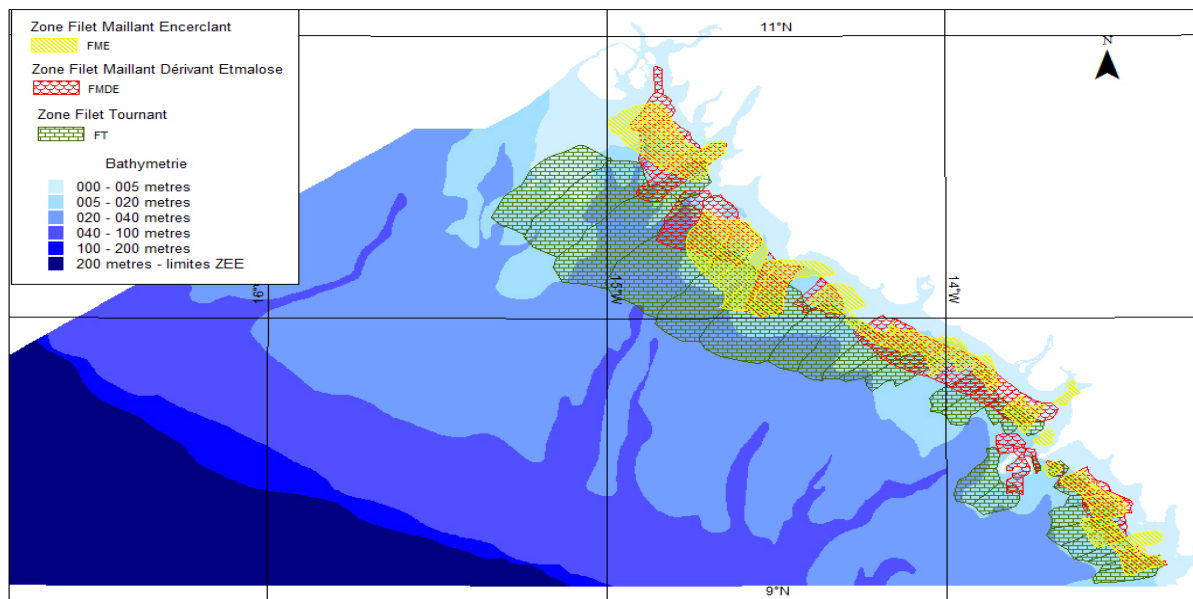 Zone Filet Maillant Encerclant
FME
Zone Filet Maillant Dérivant Etmalose
FMDE
Zone Filet Tournant
FT
Bathymetrie
000 - 005 metres
005 - 020 metres
020 - 040 metres
040 - 100 metres
100 - 200 metres
200 metres - limites ZEE
11°N
N
16°W
15°W
14°W
9°N